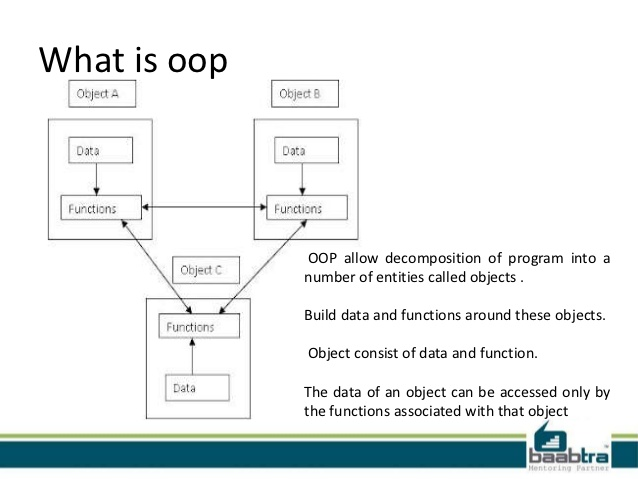 What is oop
Object A
Object B
Data
Data
Functions
Functions
Object C
Functions
Data
OOP allow decomposition of program into a
number of entities called objects .
Build data and functions around these objects.
Object consist of data and function.
The data of an object can be accessed only by
the functions associated with that object
baabtra
Mentoring Partner